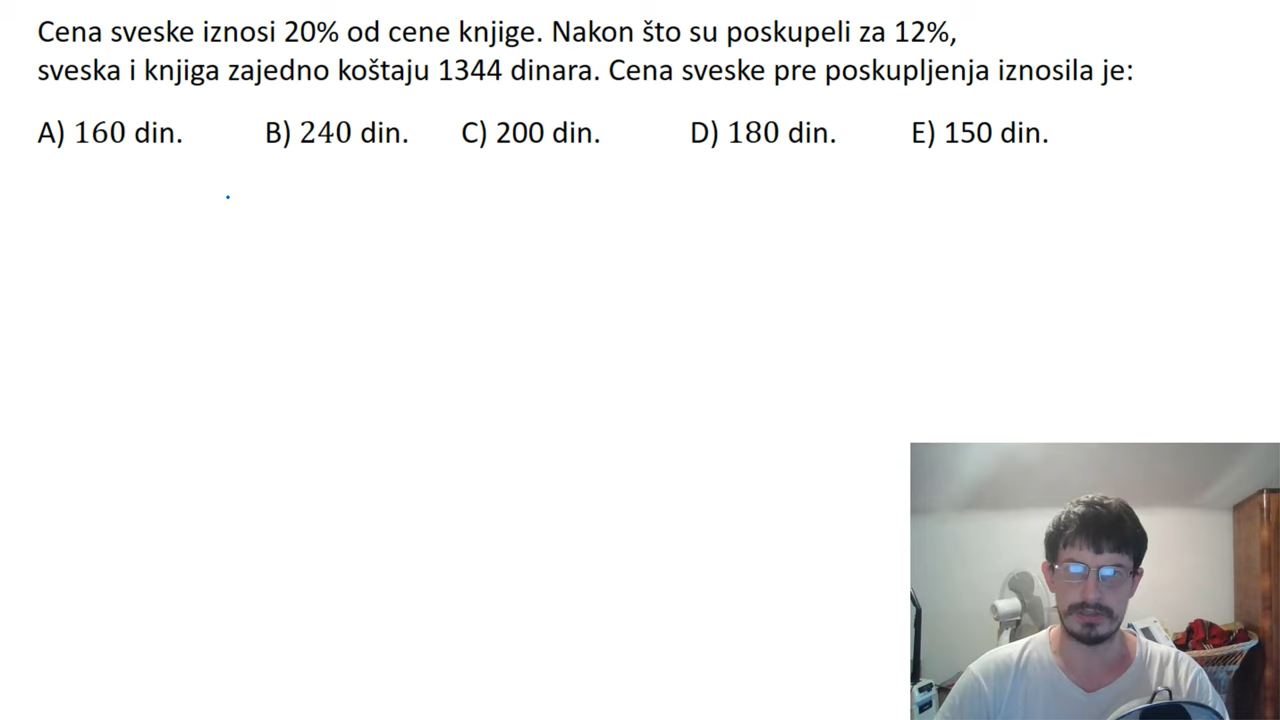 Cena sveske iznosi 20% od cene knjige. Nakon što su poskupeli za 12%,
sveska i knjiga zajedno koštaju 1344 dinara. Cena sveske pre poskupljenja iznosila je:
A) 160 din. B) 240 din. C) 200 din. D) 180 din. E) 150 din.